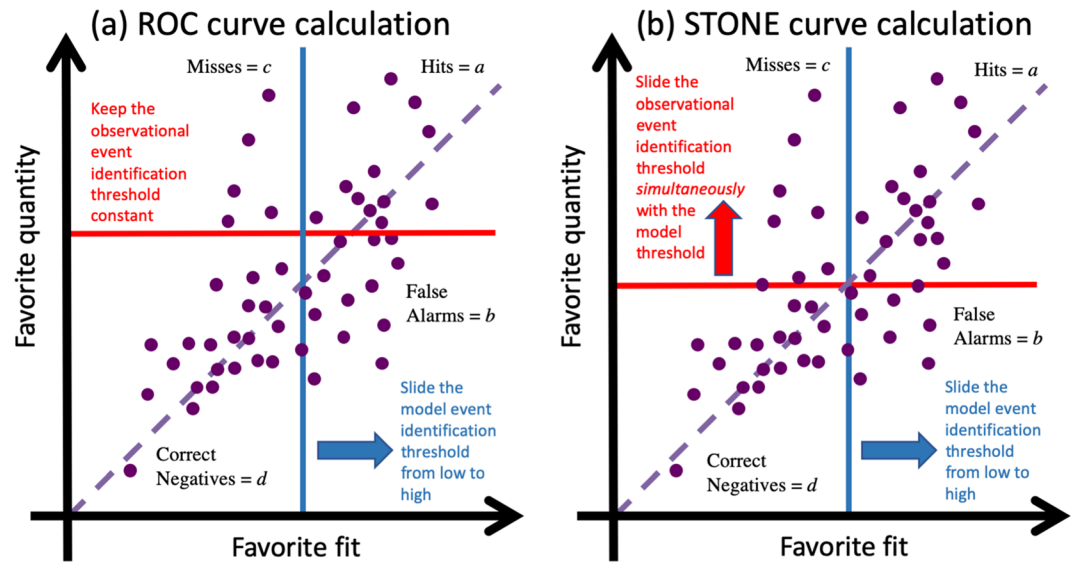 (a) ROC curve calculation
Misses = c
Hits = a
Keep the
observational
event
identification
threshold
constant
Favorite quantity
False
Alarms = b
Slide the
model event
identification
threshold
from low to
high
Correct
Negatives = d
Favorite fit
(b) STONE curve calculation
Misses = c
Hits = a
Slide the
observational
event
identification
threshold
simultaneously
with the
model
threshold
Favorite quantity
False
Alarms = b
Slide the
model event
identification
threshold
from low to
high
Correct
Negatives = d
Favorite fit